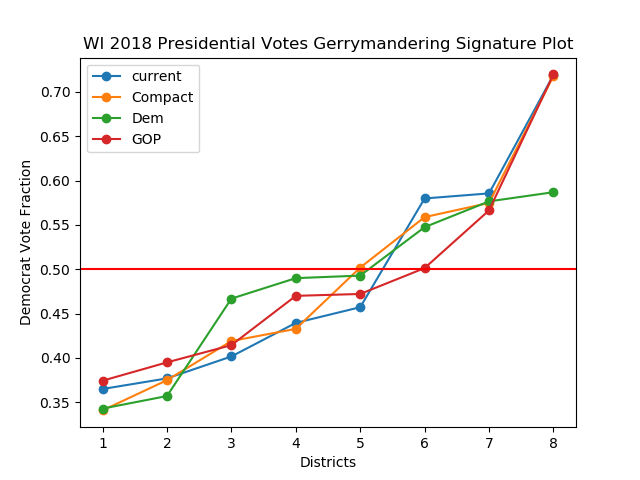 WI 2018 Presidential Votes Gerrymandering Signature Plot
current
Compact
Dem
GOP
Democrat Vote Fraction
0.70
0.65
0.60
0.55
0.50
0.45
0.40
0.35
1 2 3 4 5 6 7 8
Districts